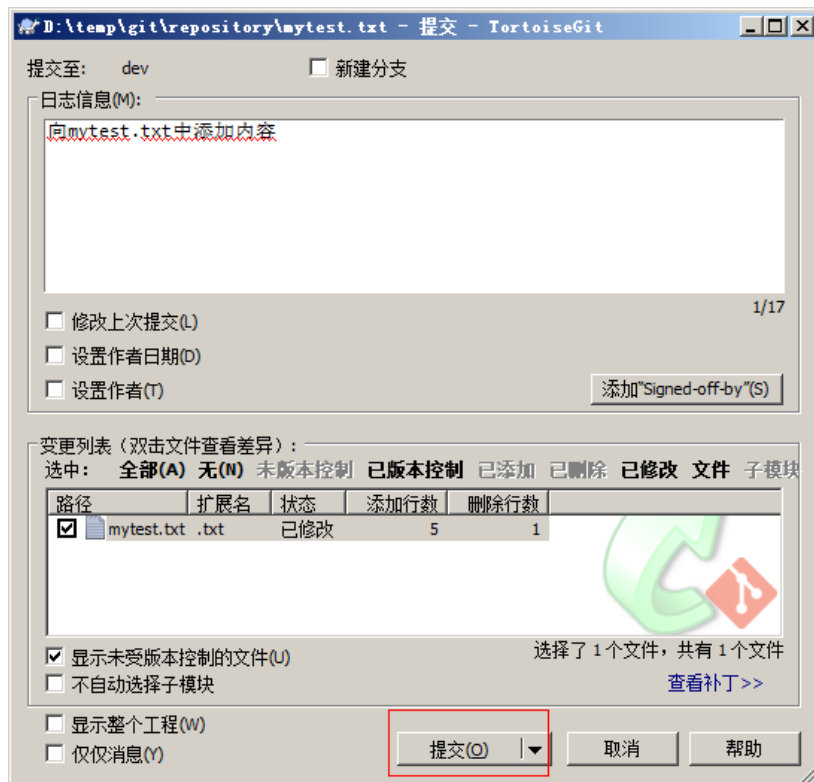 D:\temp\git\repository\mytest.txt - 提交 - TortoiseGit
提交至: dev 新建分支
日志信息(M):
向mytest.txt中添加内容
1/17
修改上次提交(L)
设置作者日期(D)
设置作者(T) 添加"Signed-off-by"(S)
变更列表（双击文件查看差异）:
选中: 全部(A) 无(N) 未版本控制 已版本控制 已添加 已删除 已修改 文件 子模块
路径 扩展名 状态 添加行数 删除行数
mytest.txt .txt 已修改 5 1
显示未受版本控制的文件(U) 选择了1个文件，共有1个文件
不自动选择子模块 查看补丁>>
显示整个工程(W)
仅仅消息(Y) 提交(O) 取消 帮助